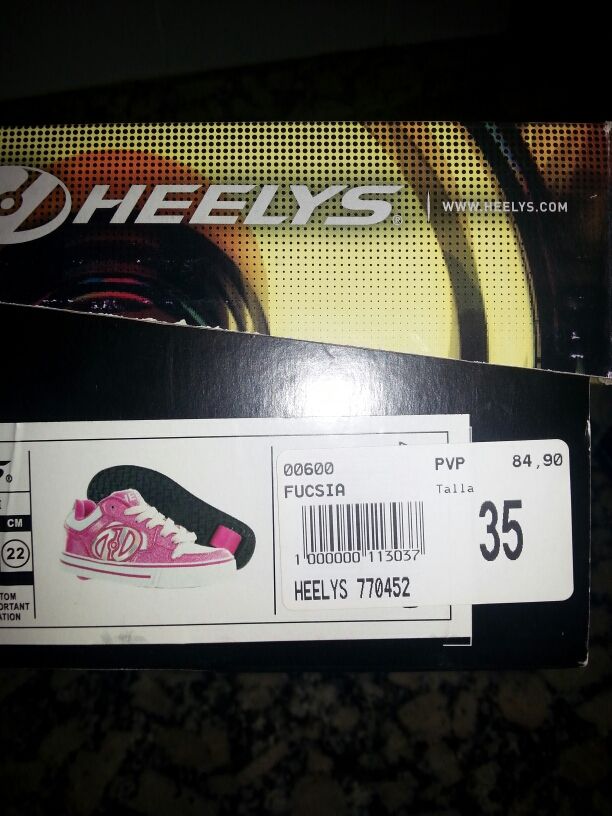 HEELYS® WWW.HEELYS.COM
CM
22
00600 PVP 84,90
FUCSIA Talla
35
1 000000 113037
HEELYS 770452